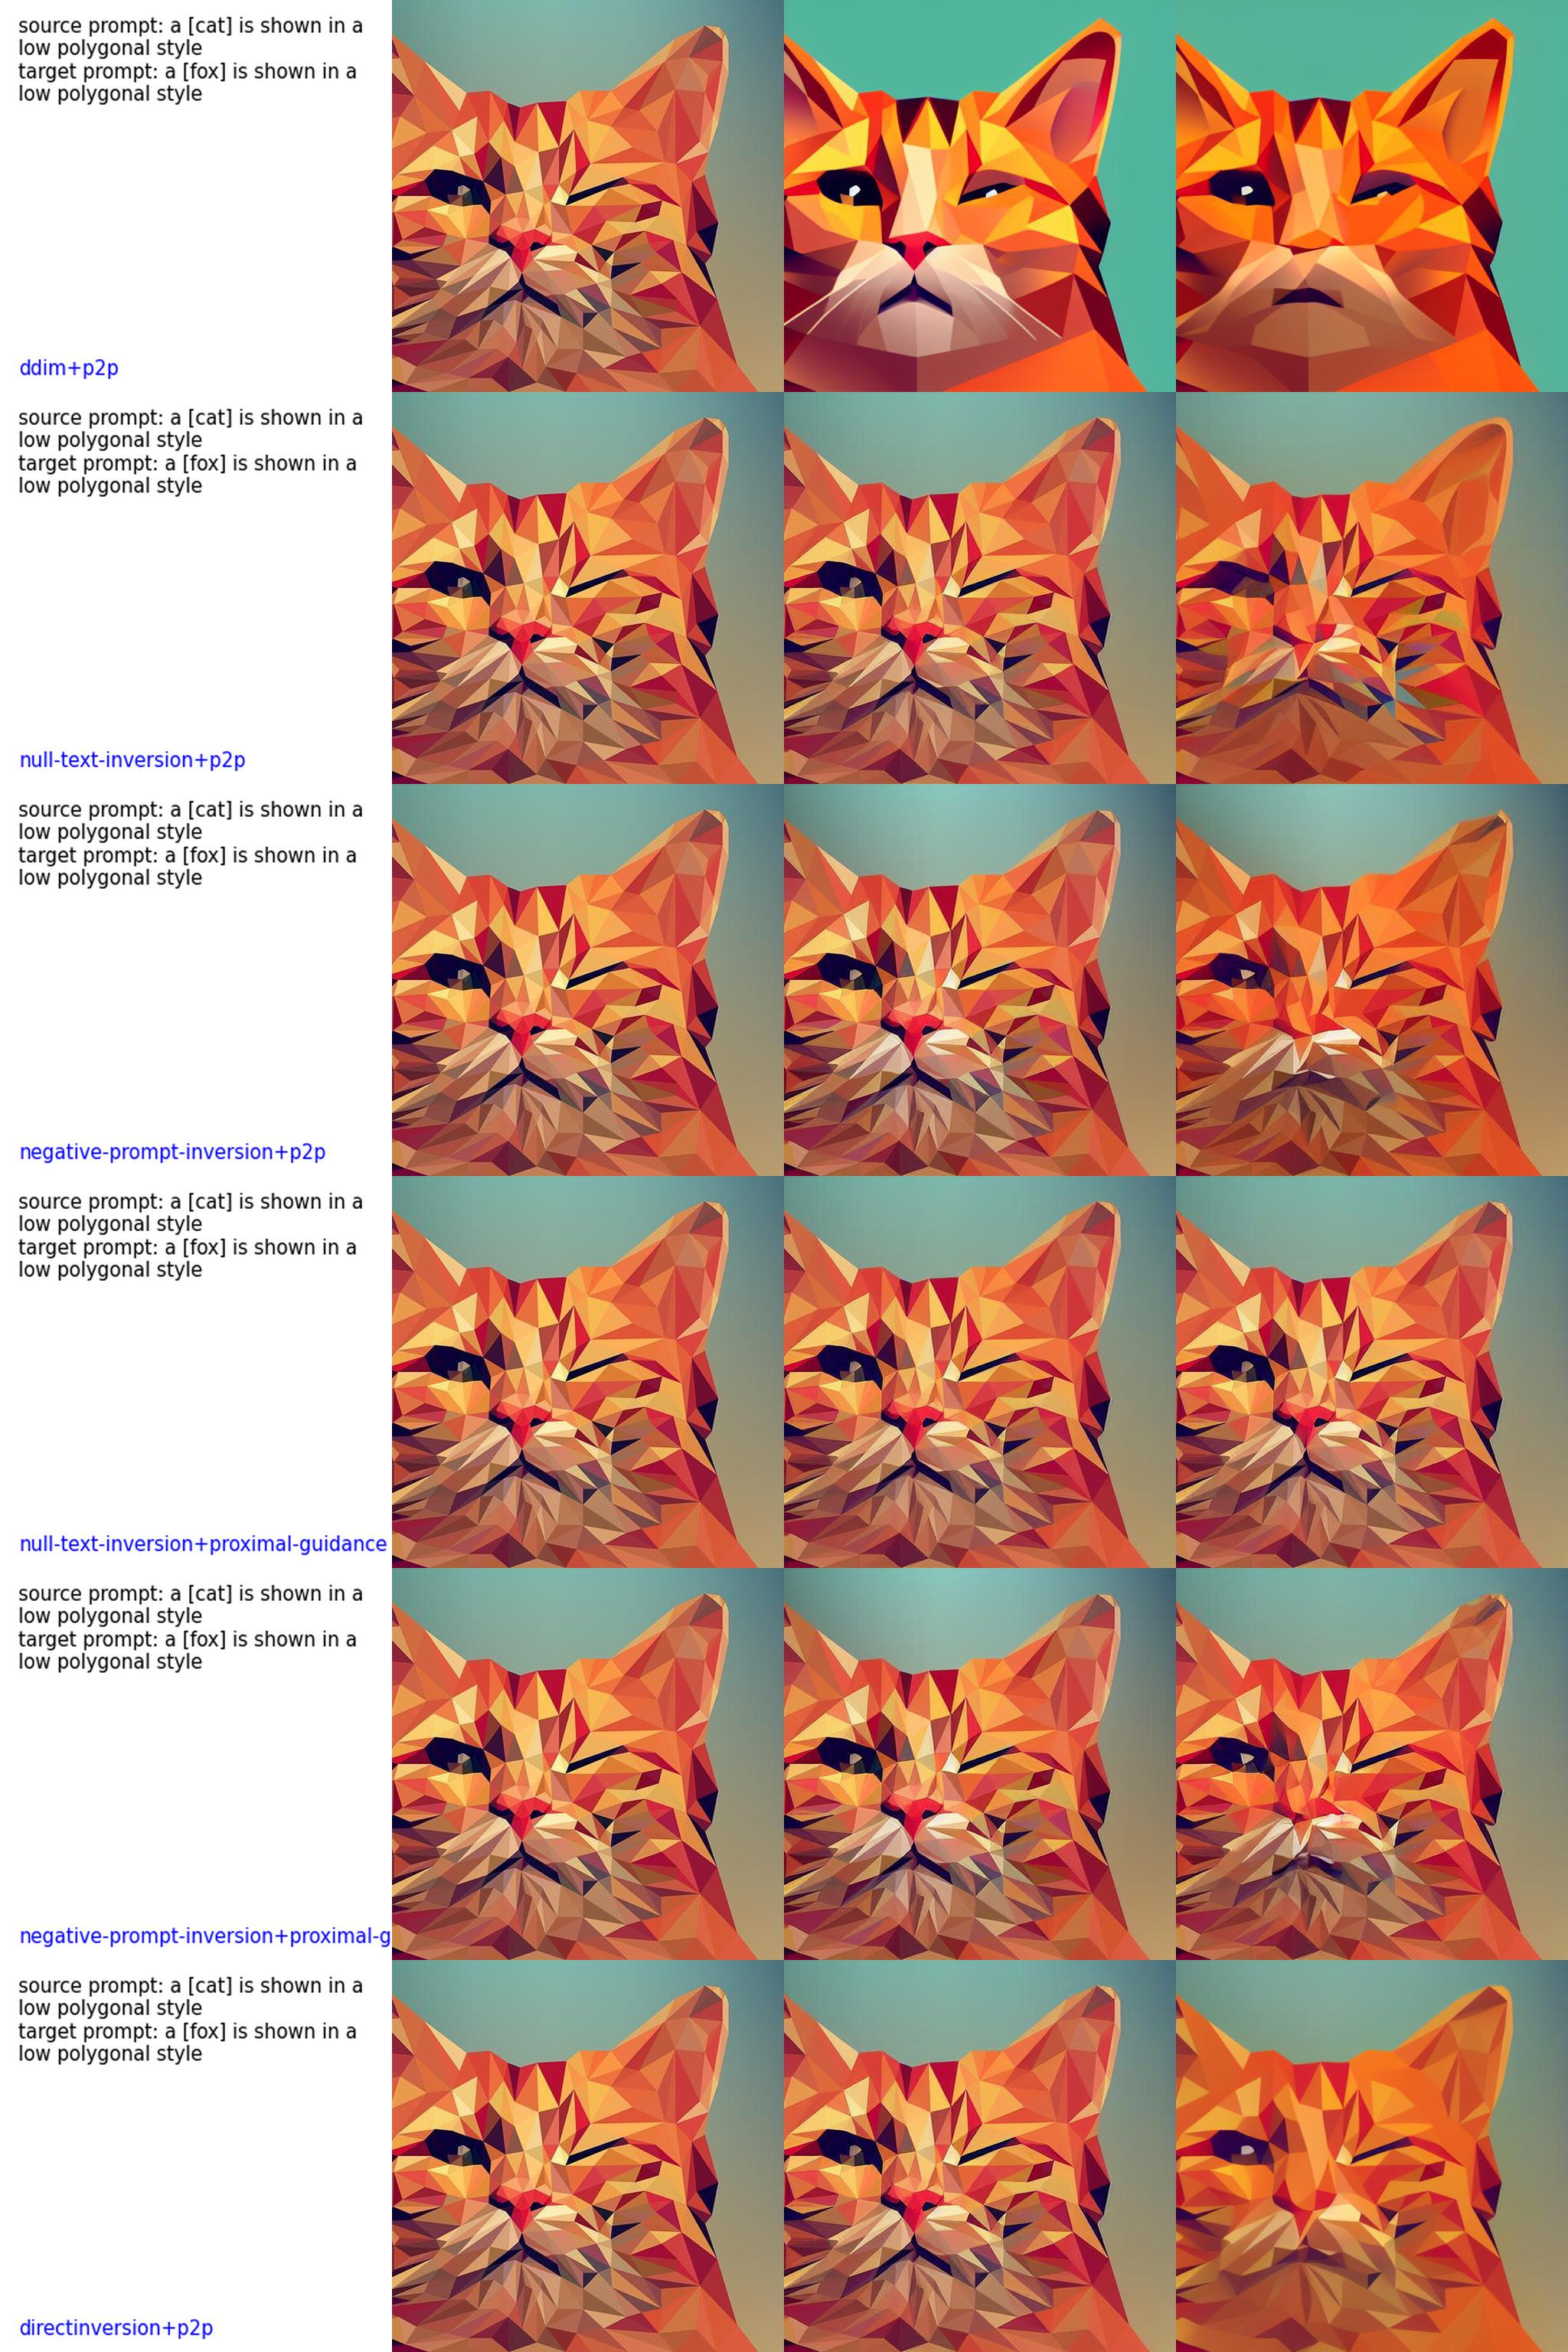 source prompt: a [cat] is shown in a
low polygonal style
target prompt: a [fox] is shown in a
low polygonal style
ddim+p2p
source prompt: a [cat] is shown in a
low polygonal style
target prompt: a [fox] is shown in a
low polygonal style
null-text-inversion+p2p
source prompt: a [cat] is shown in a
low polygonal style
target prompt: a [fox] is shown in a
low polygonal style
negative-prompt-inversion+p2p
source prompt: a [cat] is shown in a
low polygonal style
target prompt: a [fox] is shown in a
low polygonal style
null-text-inversion+proximal-guidance
source prompt: a [cat] is shown in a
low polygonal style
target prompt: a [fox] is shown in a
low polygonal style
negative-prompt-inversion+proximal-g
source prompt: a [cat] is shown in a
low polygonal style
target prompt: a [fox] is shown in a
low polygonal style
directinversion+p2p